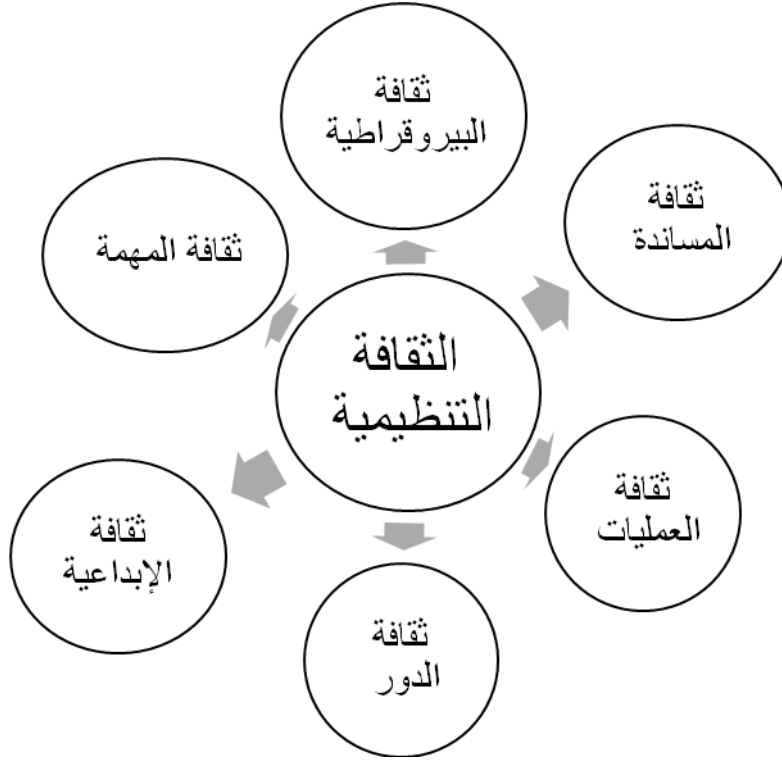 ثقافة
البيروقراطية
ثقافة
المساندة
ثقافة المهمة
الثقافة
التنظيمية
ثقافة
العمليات
ثقافة
الإبداعية
ثقافة
الدور